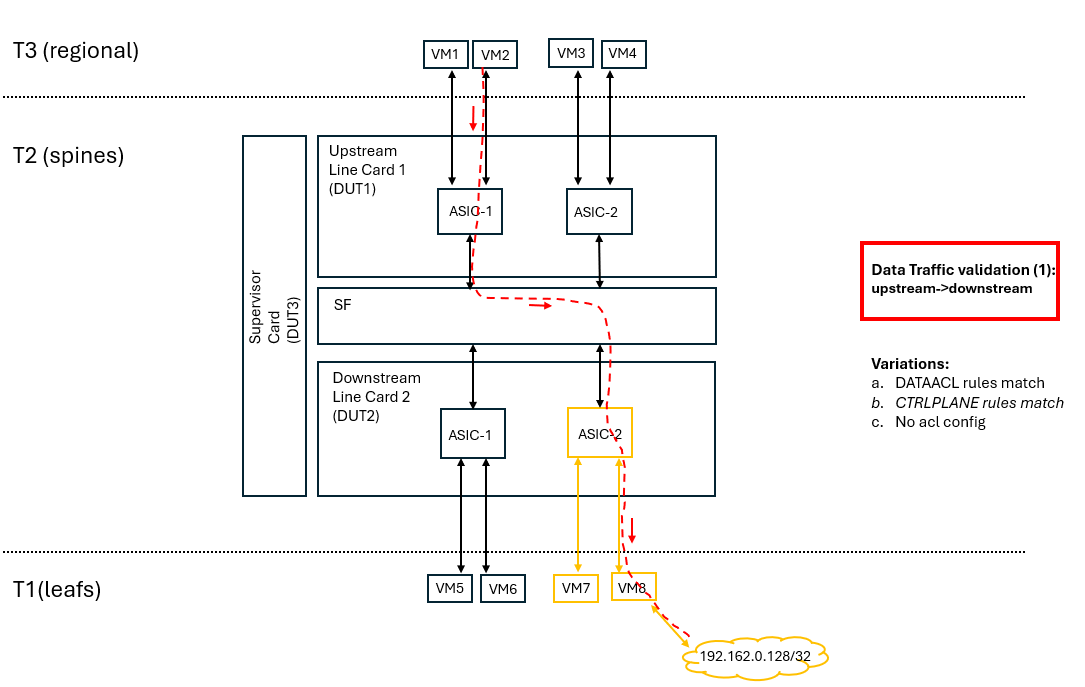 T3 (regional)
VM1
VM2
VM3
VM4
T2 (spines)
Upstream
Line Card 1
(DUT1)
ASIC-1
ASIC-2
Supervisor
Card
(DUT3)
SF
Downstream
Line Card 2
(DUT2)
ASIC-1
ASIC-2
Data Traffic validation (1):
upstream->downstream
Variations:
a. DATAACL rules match
b. CTRLPLANE rules match
c. No acl config
T1(leafs)
VM5
VM6
VM7
VM8
192.162.0.128/32